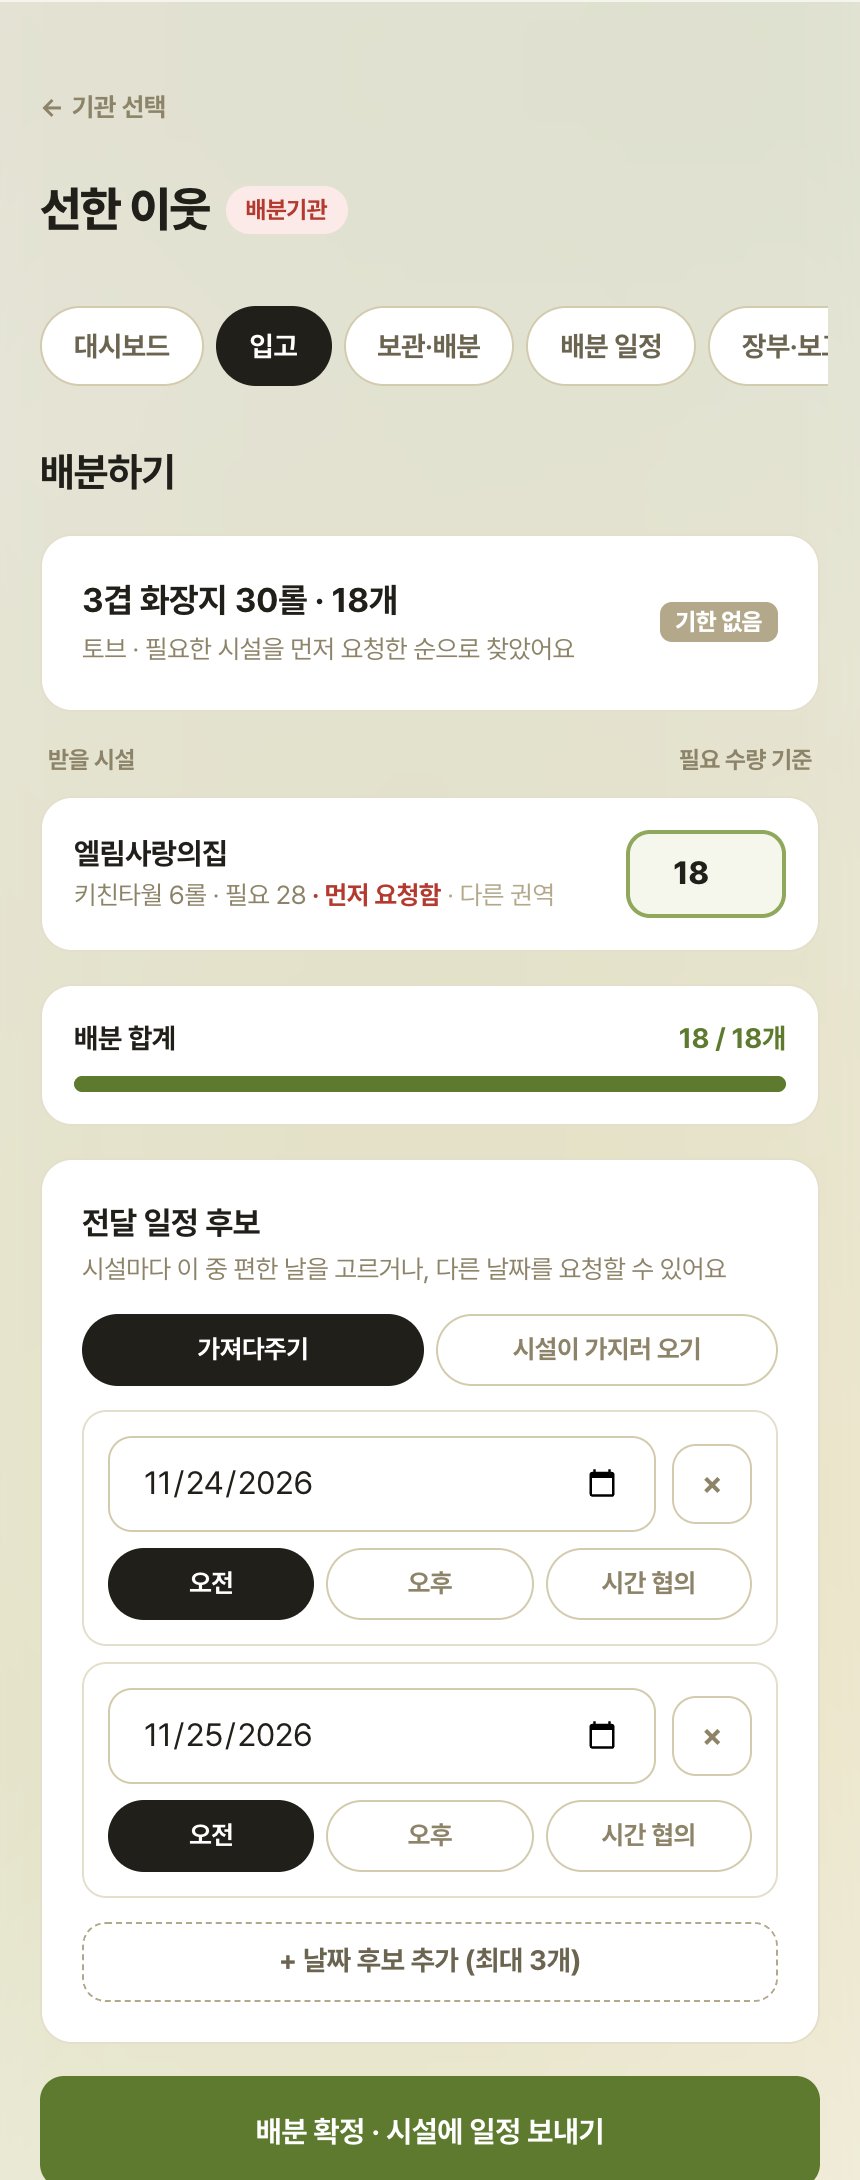 ← 기관 선택
선한 이웃 배분기관
대시보드 입고 보관·배분 배분 일정 장부·보고
배분하기
3겹 화장지 30롤 · 18개
기한 없음
토브 · 필요한 시설을 먼저 요청한 순으로 찾았어요
받을 시설 필요 수량 기준
엘림사랑의집
키친타월 6롤 · 필요 28 · 먼저 요청함 · 다른 권역
18
배분 합계 18 / 18개
전달 일정 후보
시설마다 이 중 편한 날을 고르거나, 다른 날짜를 요청할 수 있어요
가져다주기 시설이 가지러 오기
11/24/2026 ×
오전 오후 시간 협의
11/25/2026 ×
오전 오후 시간 협의
+ 날짜 후보 추가 (최대 3개)
배분 확정 · 시설에 일정 보내기